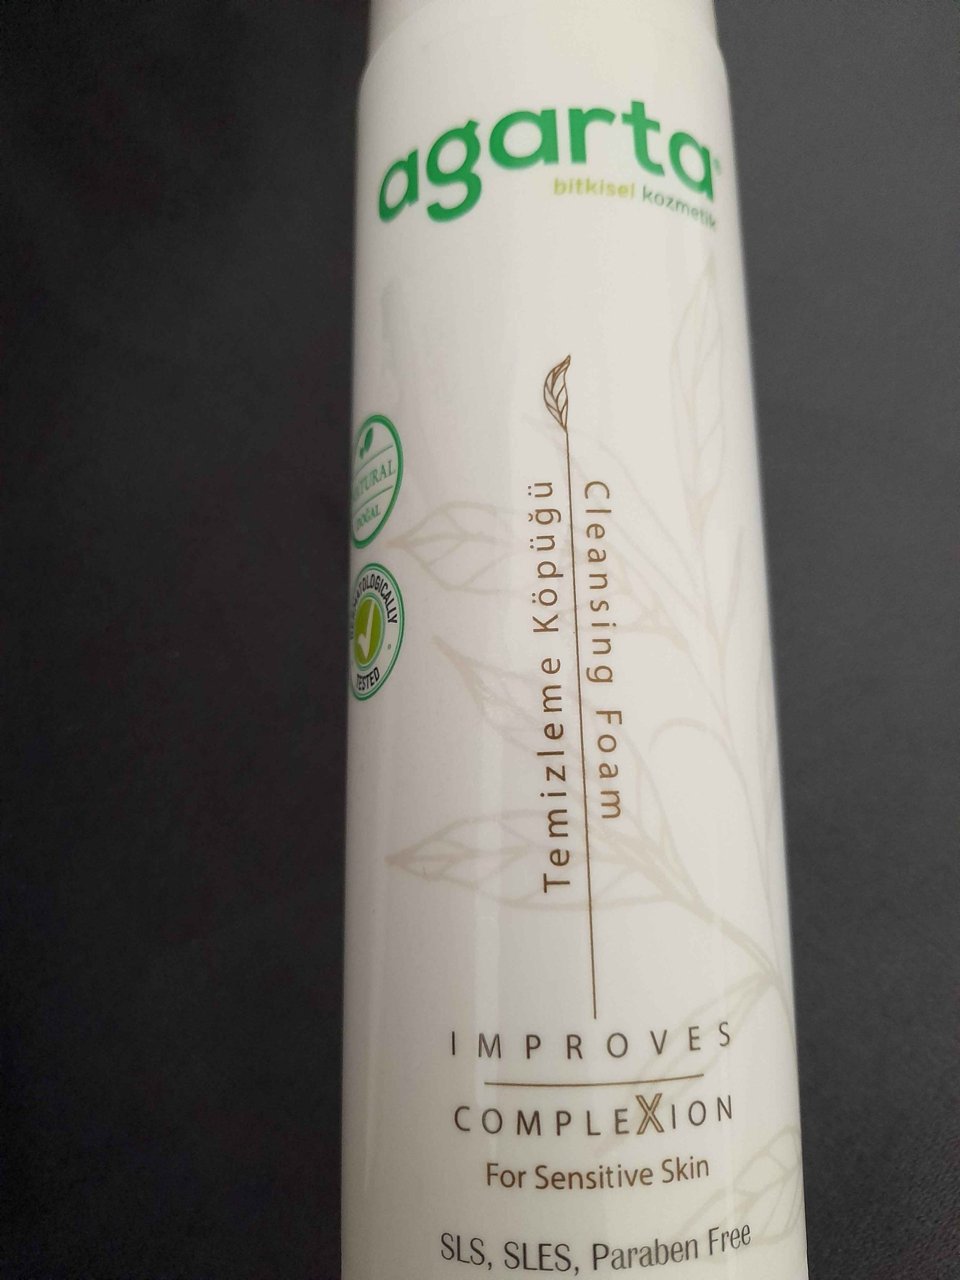 agarta
bitkisel kozmetik
NATURAL
DOĞAL
DERMATOLOGICALLY
TESTED
Temizleme Köpüğü
Cleansing Foam
IMPROVES
COMPLEXION
For Sensitive Skin
SLS, SLES, Paraben Free